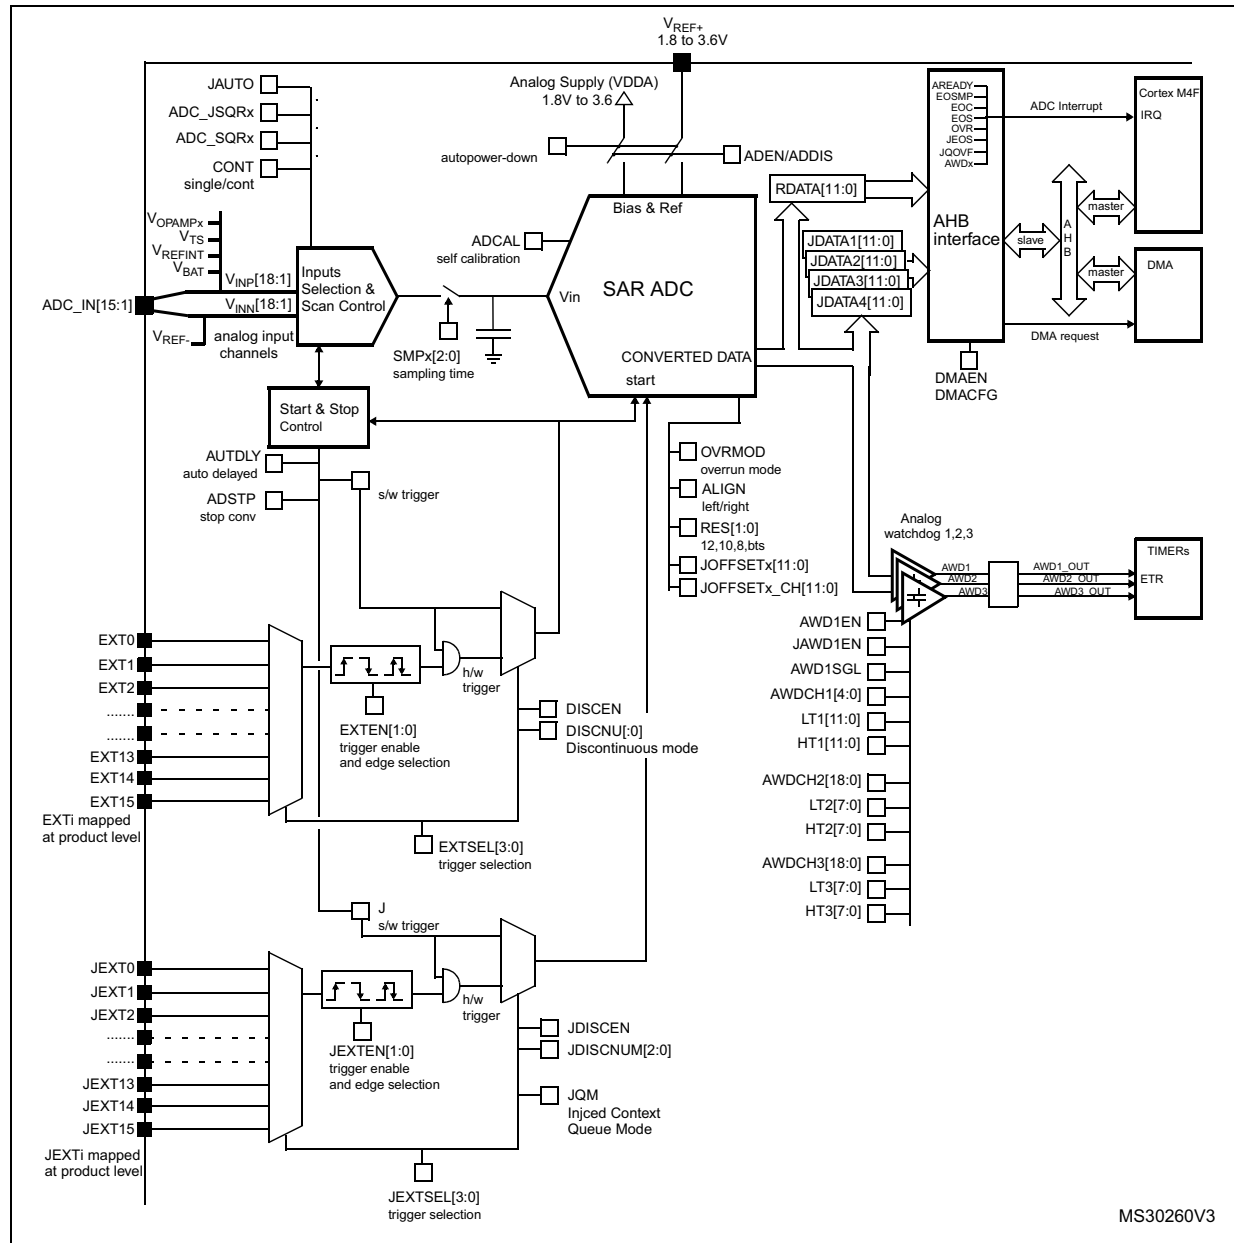 VREF+
1.8 to 3.6V
JAUTO
ADC_JSQRx
ADC_SQRx
CONT
single/cont
Analog Supply (VDDA)
1.8V to 3.6
autopower-down
ADEN/ADDIS
AREADY
EOSMP
EOC
EOS
OVR
JEOS
JQOVF
AWDx
ADC Interrupt
Cortex M4F
IRQ
RDATA[11:0]
AHB
interface
slave
A
H
B
master
master
DMA
DMA request
DMAEN
DMACFG
JDATA1[11:0]
JDATA2[11:0]
JDATA3[11:0]
JDATA4[11:0]
VOPAMPx
VTS
VREFINT
VBAT
VINP[18:1]
VINN[18:1]
ADC_IN[15:1]
VREF-
analog input
channels
Inputs
Selection &
Scan Control
ADCAL
self calibration
SMPx[2:0]
sampling time
Bias & Ref
Vin
SAR ADC
CONVERTED DATA
start
Start & Stop
Control
AUTDLY
auto delayed
ADSTP
stop conv
s/w trigger
OVRMOD
overrun mode
ALIGN
left/right
RES[1:0]
12,10,8,bts
JOFFSETx[11:0]
JOFFSETx_CH[11:0]
Analog
watchdog 1,2,3
AWD1
AWD2
AWD3
AWD1_OUT
AWD2_OUT
AWD3_OUT
TIMERs
ETR
AWD1EN
JAWD1EN
AWD1SGL
AWDCH1[4:0]
LT1[11:0]
HT1[11:0]
AWDCH2[18:0]
LT2[7:0]
HT2[7:0]
AWDCH3[18:0]
LT3[7:0]
HT3[7:0]
EXT0
EXT1
EXT2
.......
.......
EXT13
EXT14
EXT15
EXTi mapped
at product level
EXTEN[1:0]
trigger enable
and edge selection
h/w
trigger
DISCEN
DISCNU[:0]
Discontinuous mode
EXTSEL[3:0]
trigger selection
J
s/w trigger
JEXT0
JEXT1
JEXT2
.......
.......
JEXT13
JEXT14
JEXT15
JEXTi mapped
at product level
JEXTEN[1:0]
trigger enable
and edge selection
h/w
trigger
JDISCEN
JDISCNUM[2:0]
JQM
Injced Context
Queue Mode
JEXTSEL[3:0]
trigger selection
MS30260V3